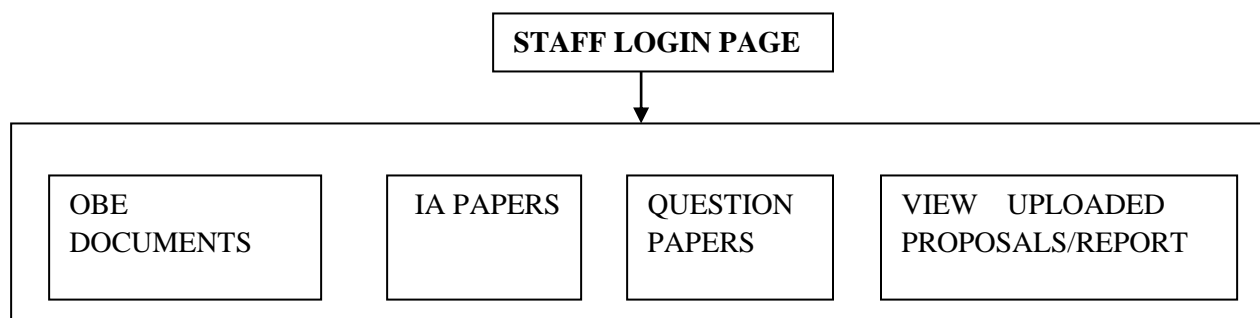 STAFF LOGIN PAGE
OBE
DOCUMENTS
IA PAPERS
QUESTION
PAPERS
VIEW UPLOADED
PROPOSALS/REPORT